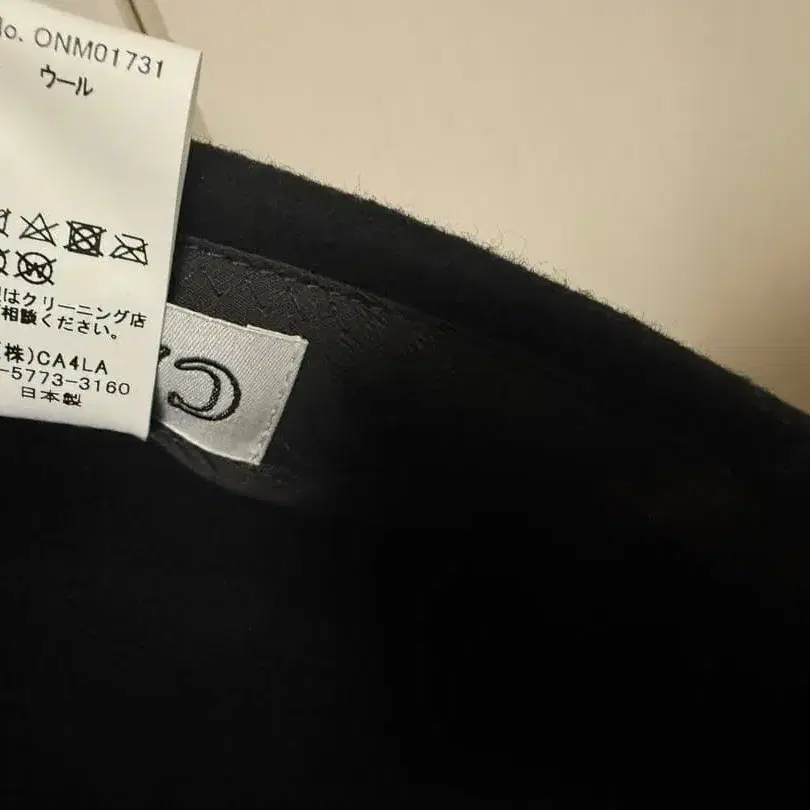 No. ONM01731
ウール
はクリーニング店
相談ください。
(株)CA4LA
-5773-3160
日本製
C